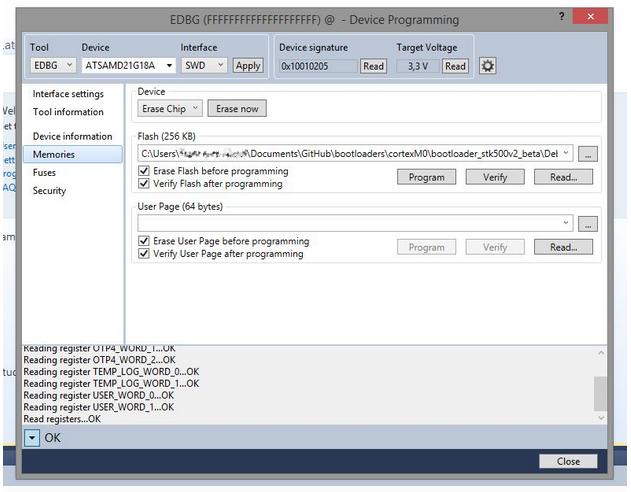 EDBG (FFFFFFFFFFFFFFFFFFFF) @ - Device Programming
? ×
Tool Device Interface Device signature Target Voltage
EDBG ATSAMD21G18A SWD Apply 0x10010205 Read 3,3 V Read
Interface settings
Tool information
Device information
Memories
Fuses
Security
Device
Erase Chip Erase now
Flash (256 KB)
C:\Users\ \Documents\GitHub\bootloaders\cortexM0\bootloader_stk500v2_beta\Del ...
Erase Flash before programming
Verify Flash after programming
Program Verify Read...
User Page (64 bytes)
...
Erase User Page before programming
Verify User Page after programming
Program Verify Read...
Reading register OTP4_WORD_1...OK
Reading register OTP4_WORD_2...OK
Reading register TEMP_LOG_WORD_0...OK
Reading register TEMP_LOG_WORD_1...OK
Reading register USER_WORD_0...OK
Reading register USER_WORD_1...OK
Read registers...OK
OK
Close